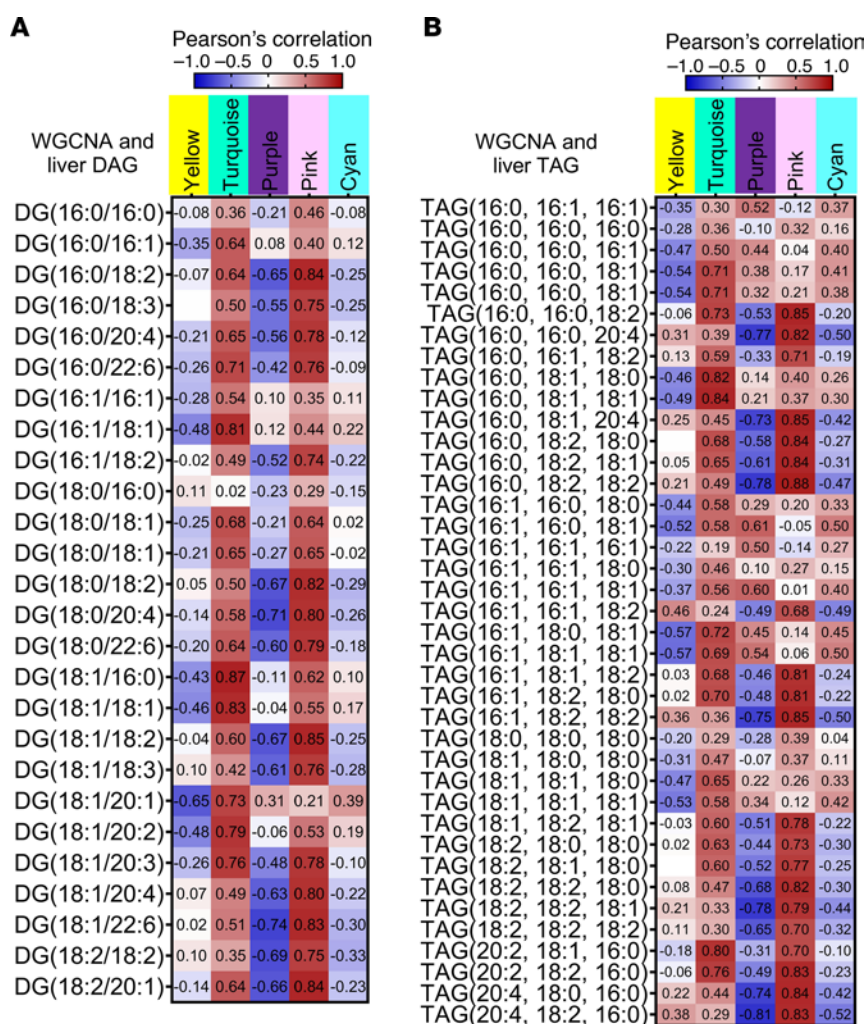 A
Pearson's correlation
−1.0 −0.5 0 0.5 1.0
WGCNA and
liver DAG
Yellow Turquoise Purple Pink Cyan
DG(16:0/16:0) -0.08 0.36 -0.21 0.46 -0.08
DG(16:0/16:1) -0.35 0.64 0.08 0.40 0.12
DG(16:0/18:2) -0.07 0.64 -0.65 0.84 -0.25
DG(16:0/18:3) 0.50 -0.55 0.75 -0.25
DG(16:0/20:4) -0.21 0.65 -0.56 0.78 -0.12
DG(16:0/22:6) -0.26 0.71 -0.42 0.76 -0.09
DG(16:1/16:1) -0.28 0.54 0.10 0.35 0.11
DG(16:1/18:1) -0.48 0.81 0.12 0.44 0.22
DG(16:1/18:2) -0.02 0.49 -0.52 0.74 -0.22
DG(18:0/16:0) 0.11 0.02 -0.23 0.29 -0.15
DG(18:0/18:1) -0.25 0.68 -0.21 0.64 0.02
DG(18:0/18:1) -0.21 0.65 -0.27 0.65 -0.02
DG(18:0/18:2) 0.05 0.50 -0.67 0.82 -0.29
DG(18:0/20:4) -0.14 0.58 -0.71 0.80 -0.26
DG(18:0/22:6) -0.20 0.64 -0.60 0.79 -0.18
DG(18:1/16:0) -0.43 0.87 -0.11 0.62 0.10
DG(18:1/18:1) -0.46 0.83 -0.04 0.55 0.17
DG(18:1/18:2) -0.04 0.60 -0.67 0.85 -0.25
DG(18:1/18:3) 0.10 0.42 -0.61 0.76 -0.28
DG(18:1/20:1) -0.65 0.73 0.31 0.21 0.39
DG(18:1/20:2) -0.48 0.79 -0.06 0.53 0.19
DG(18:1/20:3) -0.26 0.76 -0.48 0.78 -0.10
DG(18:1/20:4) 0.07 0.49 -0.63 0.80 -0.22
DG(18:1/22:6) 0.02 0.51 -0.74 0.83 -0.30
DG(18:2/18:2) 0.10 0.35 -0.69 0.75 -0.33
DG(18:2/20:1) -0.14 0.64 -0.66 0.84 -0.23
B
Pearson's correlation
−1.0 −0.5 0 0.5 1.0
WGCNA and
liver TAG
Yellow Turquoise Purple Pink Cyan
TAG(16:0, 16:1, 16:1) -0.35 0.30 0.52 -0.12 0.37
TAG(16:0, 16:0, 16:0) -0.28 0.36 -0.10 0.32 0.16
TAG(16:0, 16:0, 16:1) -0.47 0.50 0.44 0.04 0.40
TAG(16:0, 16:0, 18:1) -0.54 0.71 0.38 0.17 0.41
TAG(16:0, 16:0, 18:1) -0.54 0.71 0.32 0.21 0.38
TAG(16:0, 16:0,18:2) -0.06 0.73 -0.53 0.85 -0.20
TAG(16:0, 16:0, 20:4) 0.31 0.39 -0.77 0.82 -0.50
TAG(16:0, 16:1, 18:2) 0.13 0.59 -0.33 0.71 -0.19
TAG(16:0, 18:1, 18:0) -0.46 0.82 0.14 0.40 0.26
TAG(16:0, 18:1, 18:1) -0.49 0.84 0.21 0.37 0.30
TAG(16:0, 18:1, 20:4) 0.25 0.45 -0.73 0.85 -0.42
TAG(16:0, 18:2, 18:0) 0.68 -0.58 0.84 -0.27
TAG(16:0, 18:2, 18:1) 0.05 0.65 -0.61 0.84 -0.31
TAG(16:0, 18:2, 18:2) 0.21 0.49 -0.78 0.88 -0.47
TAG(16:1, 16:0, 18:0) -0.44 0.58 0.29 0.20 0.33
TAG(16:1, 16:0, 18:1) -0.52 0.58 0.61 -0.05 0.50
TAG(16:1, 16:1, 16:1) -0.22 0.19 0.50 -0.14 0.27
TAG(16:1, 16:1, 18:0) -0.30 0.46 0.10 0.27 0.15
TAG(16:1, 16:1, 18:1) -0.37 0.56 0.60 0.01 0.40
TAG(16:1, 16:1, 18:2) 0.46 0.24 -0.49 0.68 -0.49
TAG(16:1, 18:0, 18:1) -0.57 0.72 0.45 0.14 0.45
TAG(16:1, 18:1, 18:1) -0.57 0.69 0.54 0.06 0.50
TAG(16:1, 18:1, 18:2) 0.03 0.68 -0.46 0.81 -0.24
TAG(16:1, 18:2, 18:0) 0.02 0.70 -0.48 0.81 -0.22
TAG(16:1, 18:2, 18:2) 0.36 0.36 -0.75 0.85 -0.50
TAG(18:0, 18:0, 18:0) -0.20 0.29 -0.28 0.39 0.04
TAG(18:1, 18:0, 18:0) -0.31 0.47 -0.07 0.37 0.11
TAG(18:1, 18:1, 18:0) -0.47 0.65 0.22 0.26 0.33
TAG(18:1, 18:1, 18:1) -0.53 0.58 0.34 0.12 0.42
TAG(18:1, 18:2, 18:1) -0.03 0.60 -0.51 0.78 -0.22
TAG(18:2, 18:0, 18:0) 0.02 0.63 -0.44 0.73 -0.30
TAG(18:2, 18:1, 18:0) 0.60 -0.52 0.77 -0.25
TAG(18:2, 18:2, 18:0) 0.08 0.47 -0.68 0.82 -0.30
TAG(18:2, 18:2, 18:1) 0.21 0.33 -0.78 0.79 -0.44
TAG(18:2, 18:2, 18:2) 0.11 0.30 -0.65 0.70 -0.32
TAG(20:2, 18:1, 16:0) -0.18 0.80 -0.31 0.70 -0.10
TAG(20:2, 18:2, 16:0) -0.06 0.76 -0.49 0.83 -0.23
TAG(20:4, 18:0, 16:0) 0.22 0.44 -0.74 0.84 -0.42
TAG(20:4, 18:2, 18:2) 0.38 0.29 -0.81 0.83 -0.52